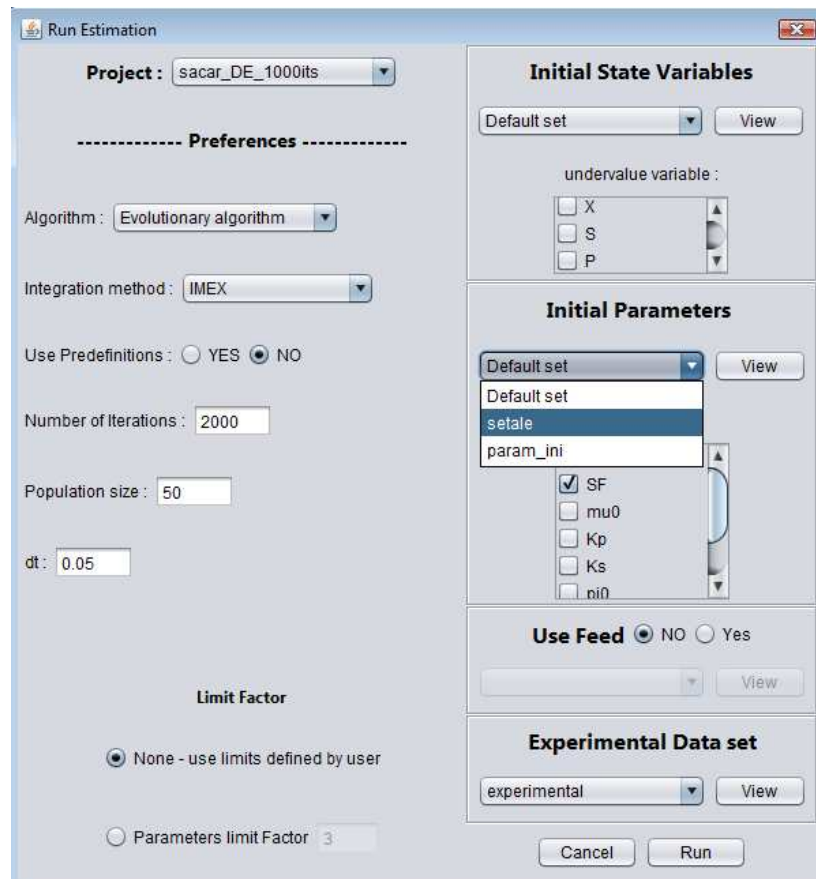 Run Estimation
Project : sacar_DE_1000its
------------- Preferences -------------
Algorithm : Evolutionary algorithm
Integration method : IMEX
Use Predefinitions : YES NO
Number of Iterations : 2000
Population size : 50
dt : 0.05
Limit Factor
None - use limits defined by user
Parameters limit Factor 3
Initial State Variables
Default set View
undervalue variable :
X
S
P
Initial Parameters
Default set View
Default set
setale
param_ini
SF
mu0
Kp
Ks
pi0
Use Feed NO Yes
View
Experimental Data set
experimental View
Cancel Run